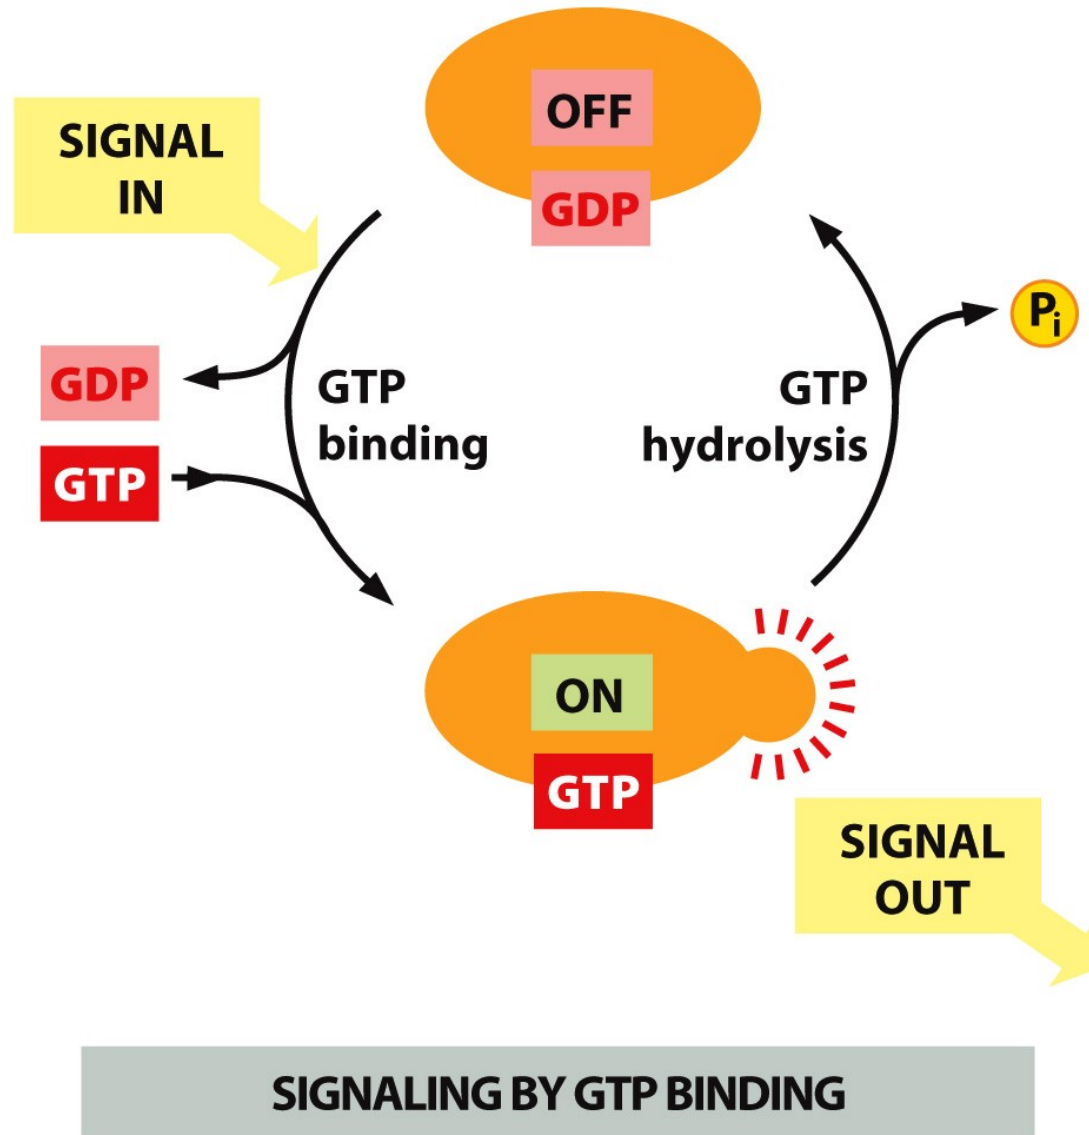 OFF
GDP
SIGNAL
IN
GDP
GTP
GTP
binding
GTP
hydrolysis
Pi
ON
GTP
SIGNAL
OUT
SIGNALING BY GTP BINDING